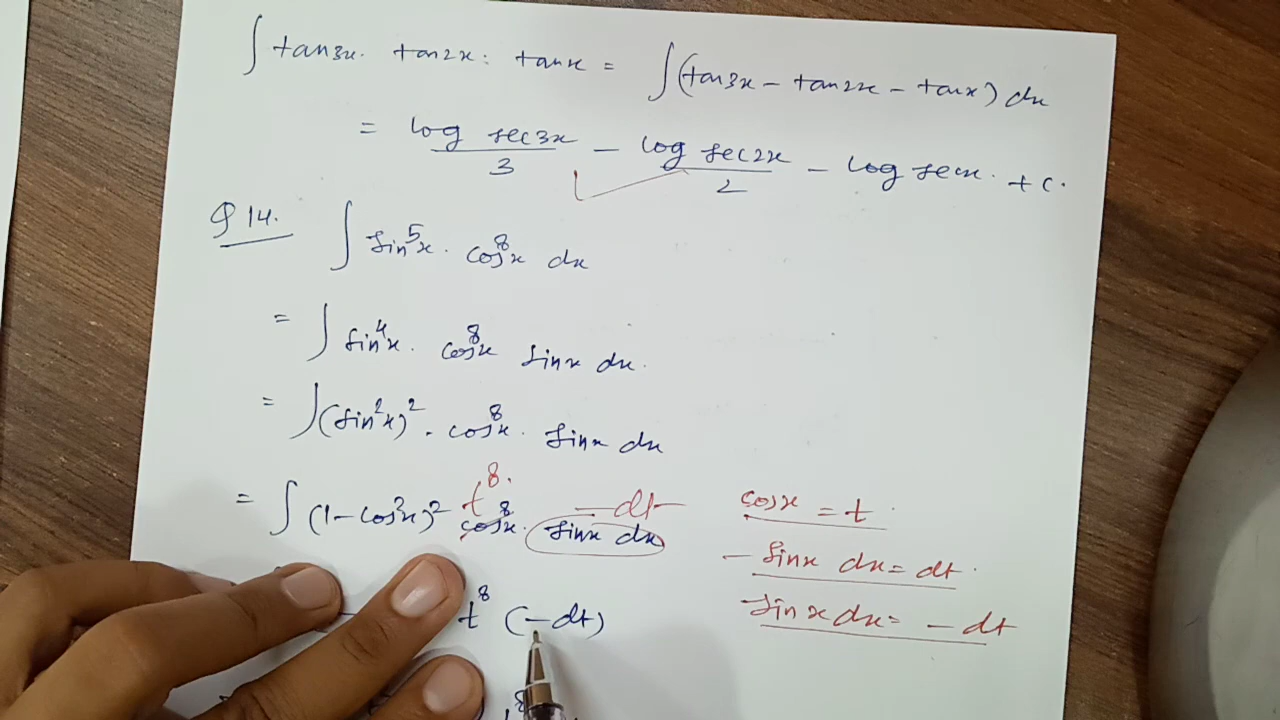 ∫ tan3x. tan2x: tanx = ∫(tan3x - tan2x - tanx) dx
= log sec3x/3 - log sec2x/2 - log secx. + c.
Q 14. ∫ sin⁵x. cos⁸x dx
= ∫ sin⁴x. cos⁸x sinx dx.
= ∫(sin²x)². cos⁸x. sinx dx
t⁸. -dt
= ∫ (1-cos²x)² cos⁸x. sinx dx
cosx = t.
- sinx dx = dt.
sinx dx = - dt
t⁸ (-dt)